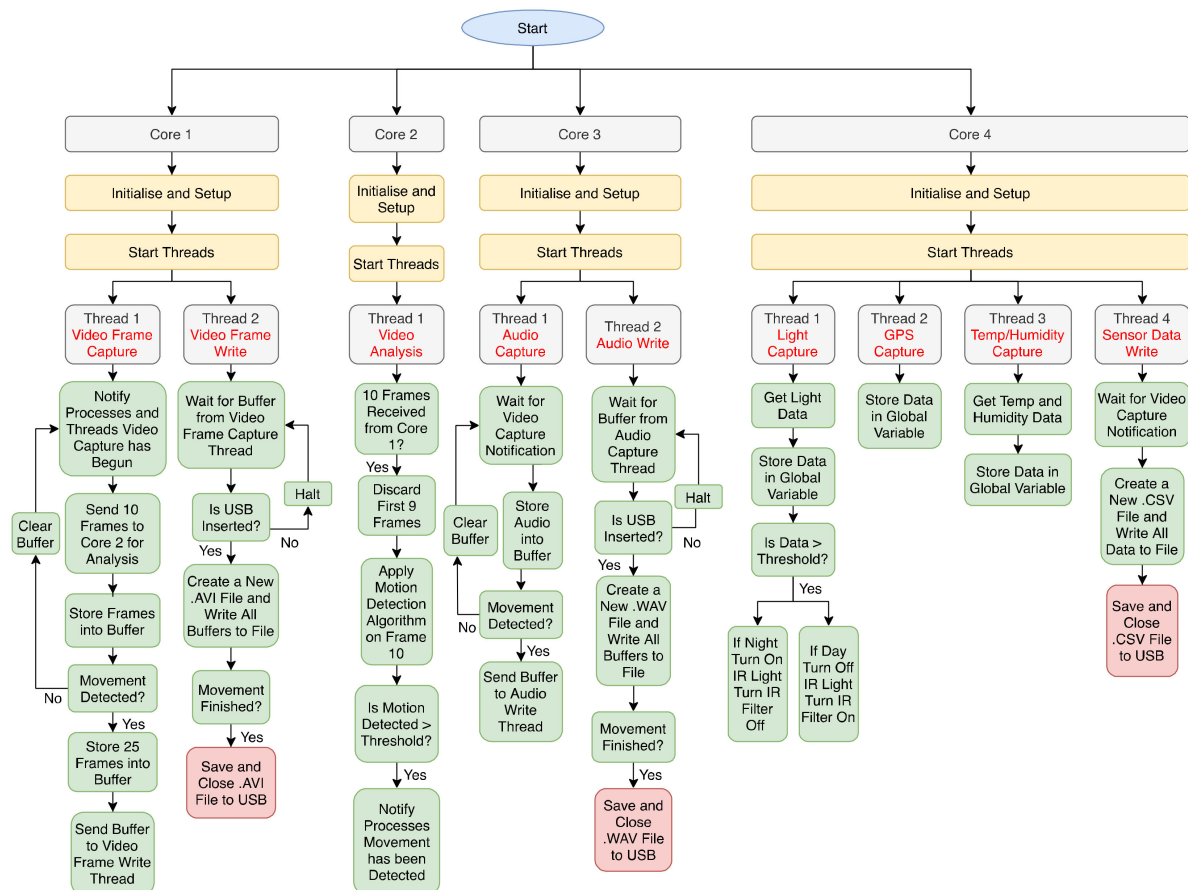 Start
Core 1
Core 2
Core 3
Core 4
Initialise and Setup
Initialise and
Setup
Initialise and Setup
Initialise and Setup
Start Threads
Start Threads
Start Threads
Start Threads
Thread 1
Video Frame
Capture
Notify
Processes and
Threads Video
Capture has
Begun
Send 10
Frames to
Core 2 for
Analysis
Clear
Buffer
Store Frames
into Buffer
Movement
Detected?
No
Yes
Store 25
Frames into
Buffer
Send Buffer
to Video
Frame Write
Thread
Thread 2
Video Frame
Write
Wait for Buffer
from Video
Frame Capture
Thread
Halt
Is USB
Inserted?
No
Yes
Create a New
.AVI File and
Write All
Buffers to File
Movement
Finished?
Yes
Save and
Close .AVI
File to USB
Thread 1
Video
Analysis
10 Frames
Received
from Core
1?
Yes
Discard
First 9
Frames
Apply
Motion
Detection
Algorithm
on Frame
10
Is Motion
Detected >
Threshold?
Yes
Notify
Processes
Movement
has been
Detected
Thread 1
Audio
Capture
Wait for
Video
Capture
Notification
Clear
Buffer
Store
Audio
into
Buffer
Movement
Detected?
No
Yes
Send Buffer
to Audio
Write
Thread
Thread 2
Audio Write
Wait for
Buffer from
Audio
Capture
Thread
Halt
Is USB
Inserted?
No
Yes
Create a
New .WAV
File and
Write All
Buffers to
File
Movement
Finished?
Yes
Save and
Close
.WAV File
to USB
Thread 1
Light
Capture
Get Light
Data
Store Data
in Global
Variable
Is Data >
Threshold?
Yes
If Night
Turn On
IR Light
Turn IR
Filter
Off
If Day
Turn Off
IR Light
Turn IR
Filter On
Thread 2
GPS
Capture
Store Data
in Global
Variable
Thread 3
Temp/Humidity
Capture
Get Temp and
Humidity Data
Store Data in
Global Variable
Thread 4
Sensor Data
Write
Wait for Video
Capture
Notification
Create a
New .CSV
File and
Write All
Data to File
Save and
Close
.CSV File
to USB